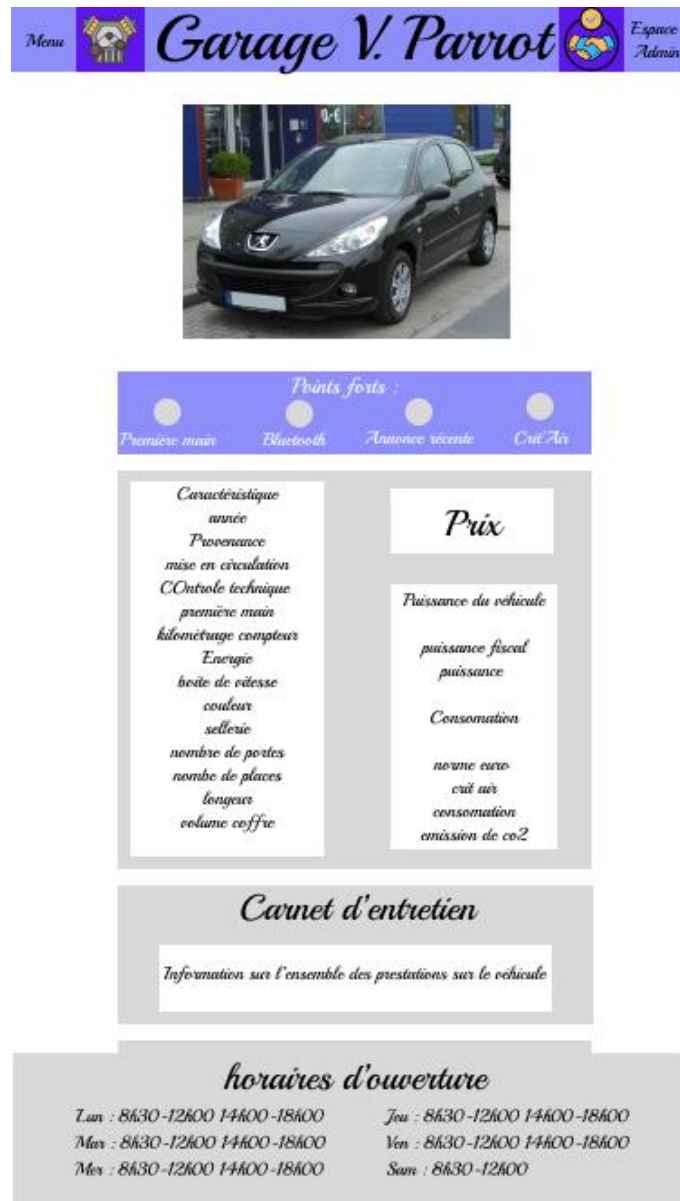 Menu
Garage V. Parrot
Espace
Admin
Points forts :
Première main Bluetooth Annonce récente Crit'Air
Caractéristique
année
Provenance
mise en circulation
COntrole technique
première main
kilométrage compteur
Energie
boite de vitesse
couleur
sellerie
nombre de portes
nombe de places
longeur
volume coffre
Prix
Puissance du véhicule
puissance fiscal
puissance
Consomation
norme euro
crit air
consomation
emission de co2
Carnet d'entretien
Information sur l'ensemble des prestations sur le véhicule
horaires d'ouverture
Lun : 8h30-12h00 14h00-18h00
Mar : 8h30-12h00 14h00-18h00
Mer : 8h30-12h00 14h00-18h00
Jeu : 8h30-12h00 14h00-18h00
Ven : 8h30-12h00 14h00-18h00
Sam : 8h30-12h00